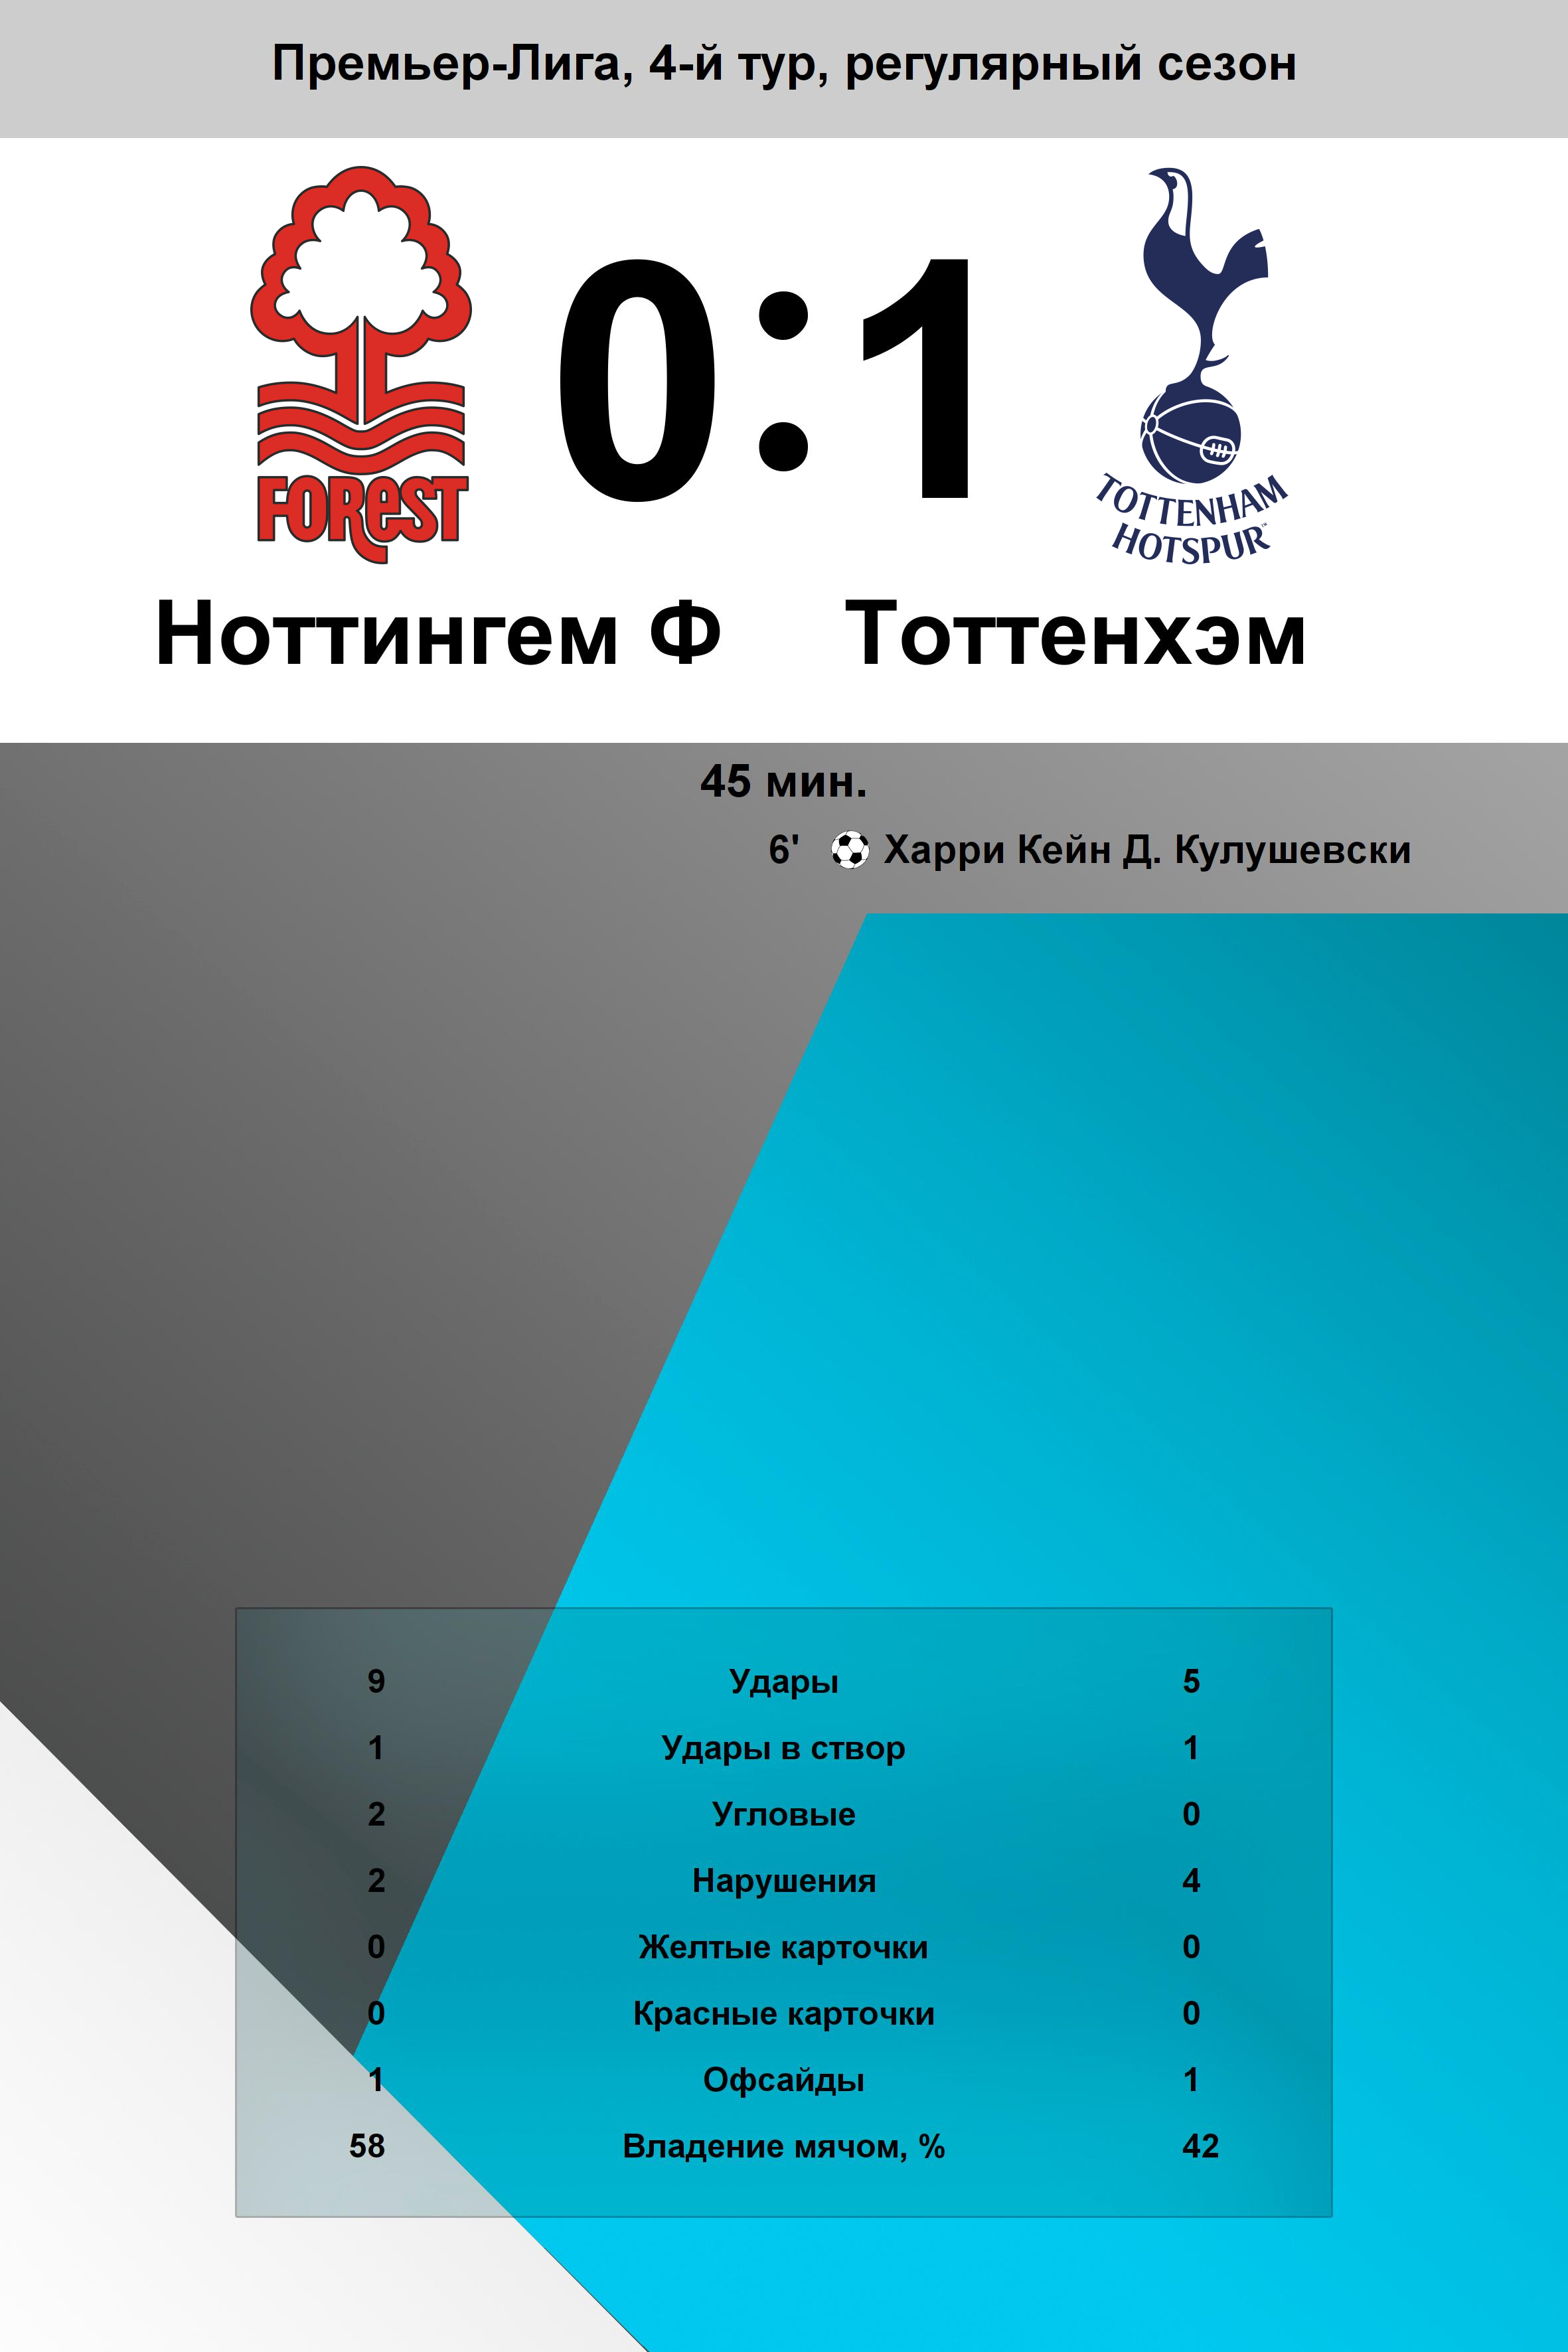 Премьер-Лига, 4-й тур, регулярный сезон
0:1
FOREST
TOTTENHAM
HOTSPUR™
Ноттингем Ф Тоттенхэм
45 мин.
6' Харри Кейн Д. Кулушевски
9 Удары 5
1 Удары в створ 1
2 Угловые 0
2 Нарушения 4
0 Желтые карточки 0
0 Красные карточки 0
1 Офсайды 1
58 Владение мячом, % 42